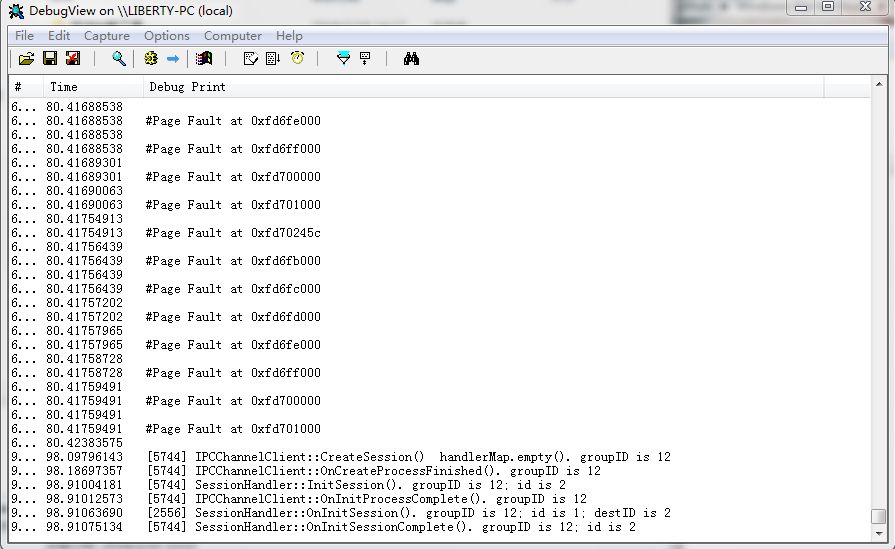 DebugView on \\LIBERTY-PC (local)
File Edit Capture Options Computer Help
# Time Debug Print
6... 80.41688538
6... 80.41688538 #Page Fault at 0xfd6fe000
6... 80.41688538
6... 80.41688538 #Page Fault at 0xfd6ff000
6... 80.41689301
6... 80.41689301 #Page Fault at 0xfd700000
6... 80.41690063
6... 80.41690063 #Page Fault at 0xfd701000
6... 80.41754913
6... 80.41754913 #Page Fault at 0xfd70245c
6... 80.41756439
6... 80.41756439 #Page Fault at 0xfd6fb000
6... 80.41756439
6... 80.41756439 #Page Fault at 0xfd6fc000
6... 80.41757202
6... 80.41757202 #Page Fault at 0xfd6fd000
6... 80.41757965
6... 80.41757965 #Page Fault at 0xfd6fe000
6... 80.41758728
6... 80.41758728 #Page Fault at 0xfd6ff000
6... 80.41759491
6... 80.41759491 #Page Fault at 0xfd700000
6... 80.41759491
6... 80.41759491 #Page Fault at 0xfd701000
6... 80.42383575
9... 98.09796143 [5744] IPCChannelClient::CreateSession()  handlerMap.empty(). groupID is 12
9... 98.18697357 [5744] IPCChannelClient::OnCreateProcessFinished(). groupID is 12
9... 98.91004181 [5744] SessionHandler::InitSession(). groupID is 12; id is 2
9... 98.91012573 [5744] IPCChannelClient::OnInitProcessComplete(). groupID is 12
9... 98.91063690 [2556] SessionHandler::OnInitSession(). groupID is 12; id is 1; destID is 2
9... 98.91075134 [5744] SessionHandler::OnInitSessionComplete(). groupID is 12; id is 2